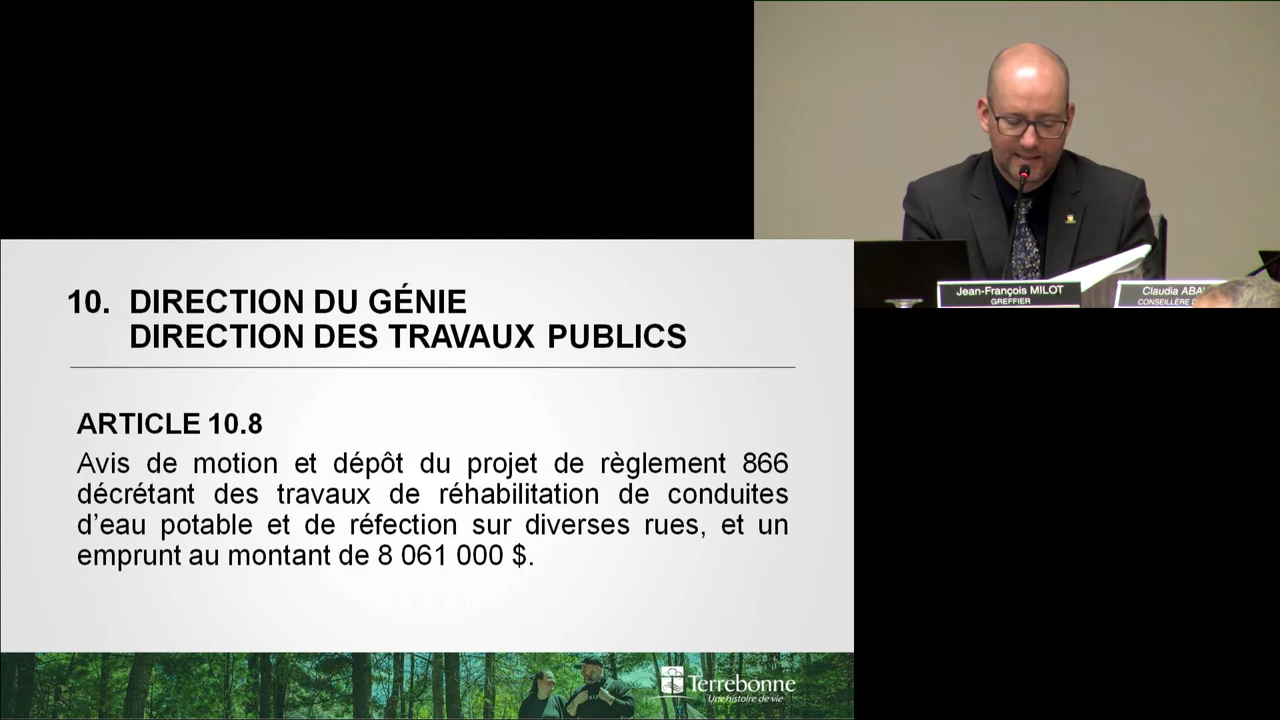 Jean-François MILOT
GREFFIER
Claudia
CONSEILLÈRE
10. DIRECTION DU GÉNIE
DIRECTION DES TRAVAUX PUBLICS
ARTICLE 10.8
Avis de motion et dépôt du projet de règlement 866
décrétant des travaux de réhabilitation de conduites
d’eau potable et de réfection sur diverses rues, et un
emprunt au montant de 8 061 000 $.
Terrebonne
Une histoire de vie